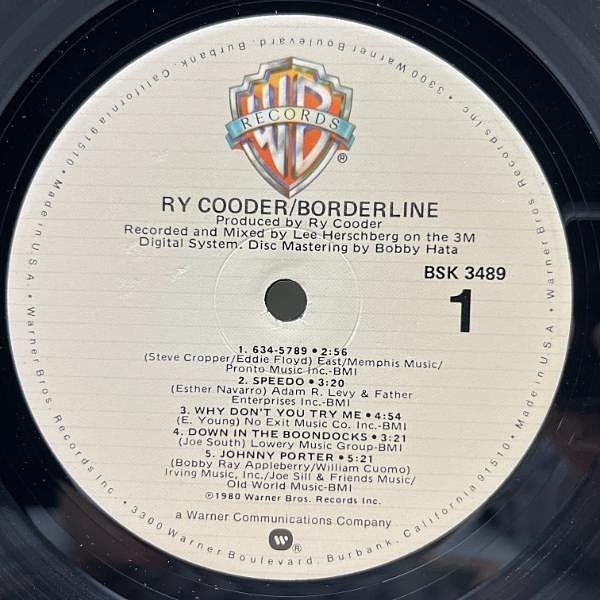 WB
RECORDS
®
RY COODER/BORDERLINE
Produced by Ry Cooder
Recorded and Mixed by Lee Herschberg on the 3M
Digital System. Disc Mastering by Bobby Hata
BSK 3489
1
1. 634-5789 • 2:56
(Steve Cropper/Eddie Floyd) East/Memphis Music/
Pronto Music Inc.-BMI
2. SPEEDO • 3:20
(Esther Navarro) Adam R. Levy & Father
Enterprises Inc.-BMI
3. WHY DON'T YOU TRY ME • 4:54
(E. Young) No Exit Music Co. Inc.-BMI
4. DOWN IN THE BOONDOCKS • 3:21
(Joe South) Lowery Music Group-BMI
5. JOHNNY PORTER • 5:21
(Bobby Ray Appleberry/William Cuomo)
Irving Music, Inc./Joe Sill & Friends Music/
Old World Music-BMI
Ⓟ1980 Warner Bros. Records Inc.
a Warner Communications Company
W®
• Made in U.S.A. • Warner Bros. Records Inc. • 3300 Warner Boulevard, Burbank, California 91510 • Made in U.S.A. • Warner Bros. Records Inc. • 3300 Warner Boulevard, Burbank, California 91510